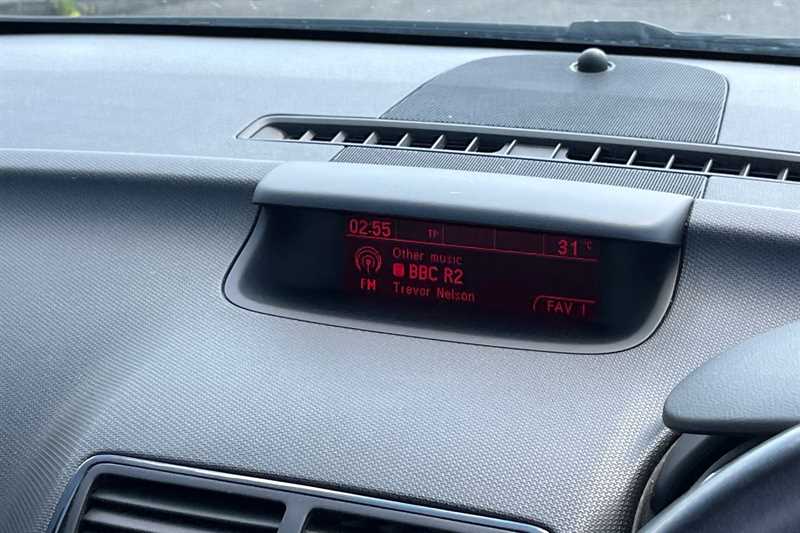 02:55 TP 31 °C
Other music
BBC R2
FM Trevor Nelson
FAV 1